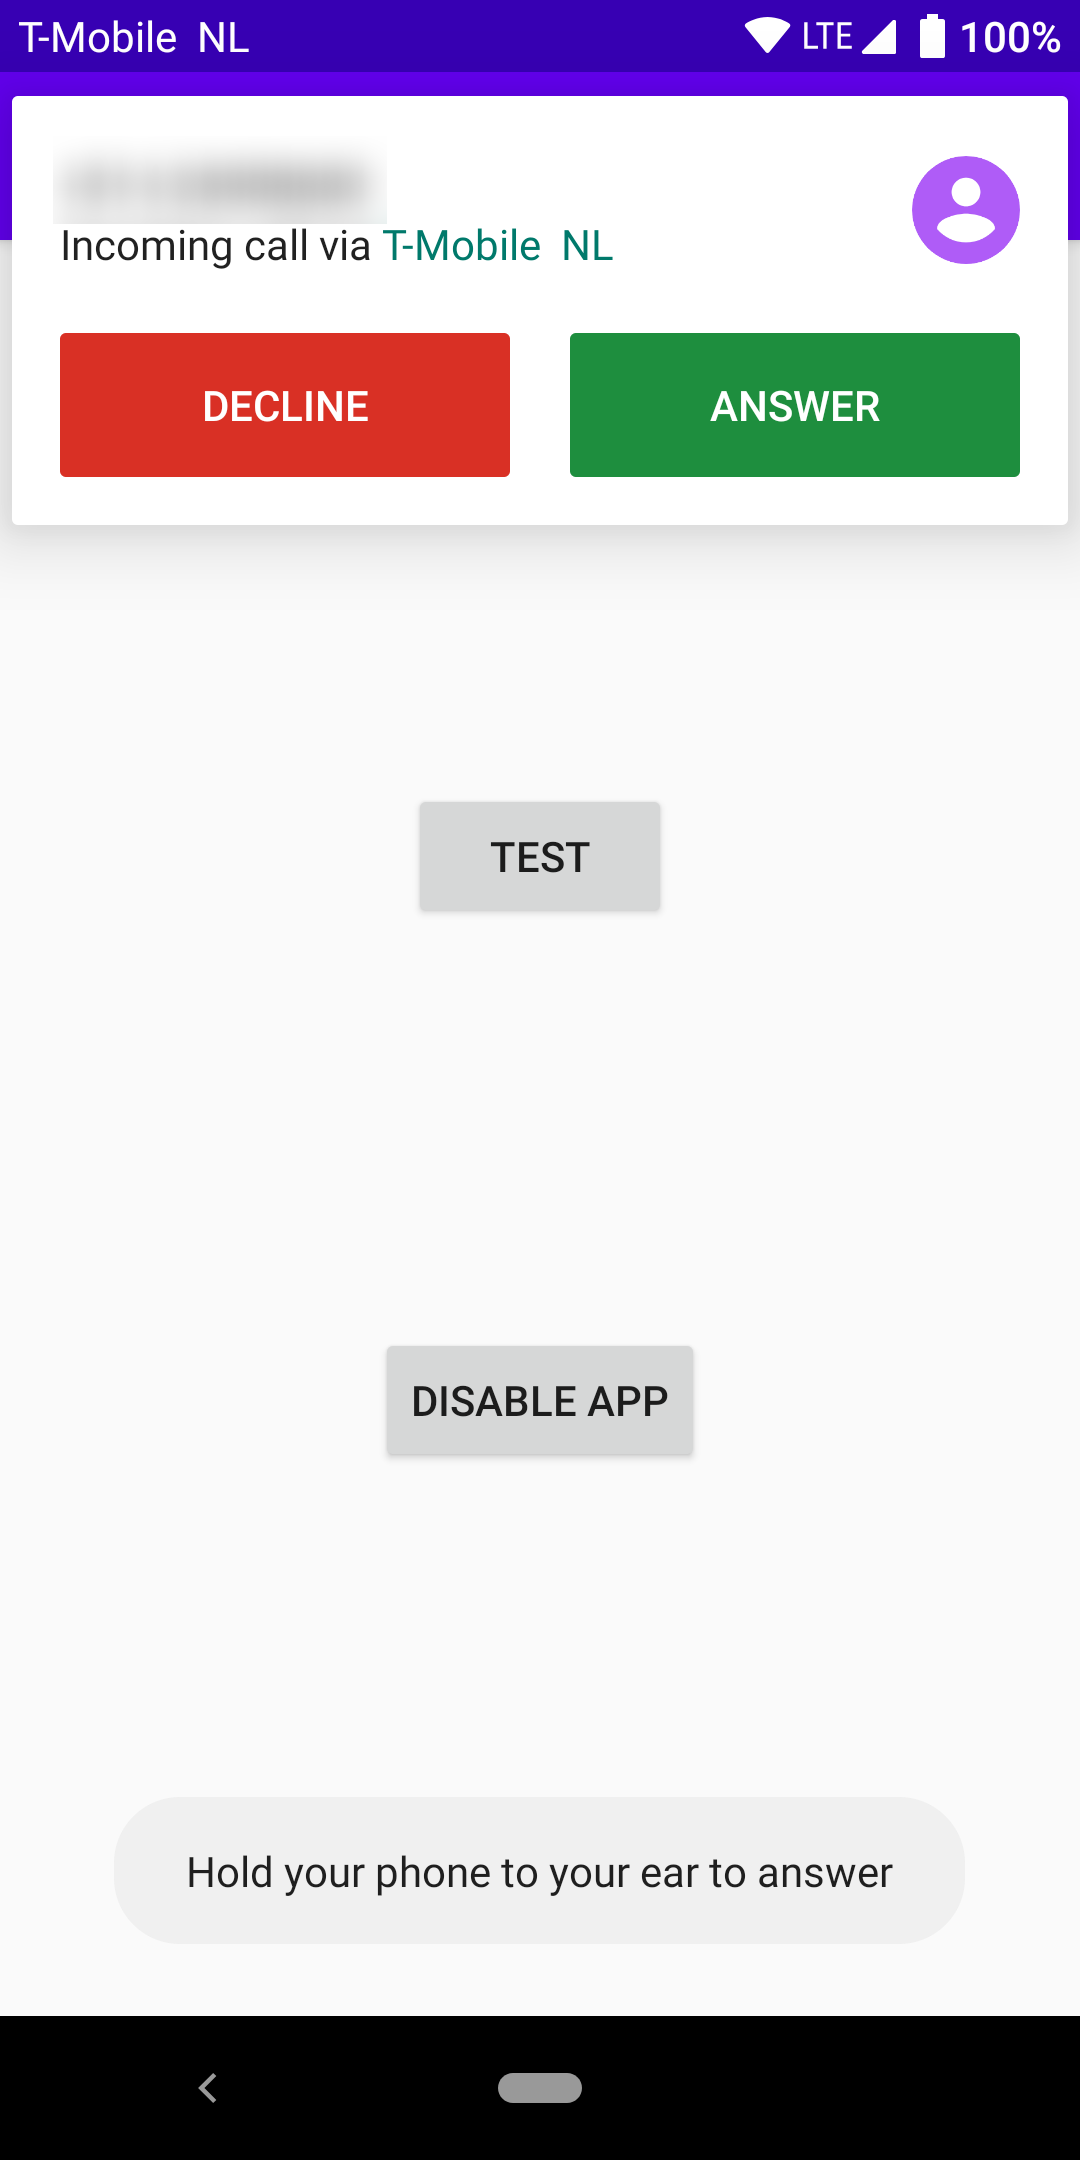 T-Mobile  NL LTE 100%
Incoming call via T-Mobile  NL
DECLINE ANSWER
TEST
DISABLE APP
Hold your phone to your ear to answer